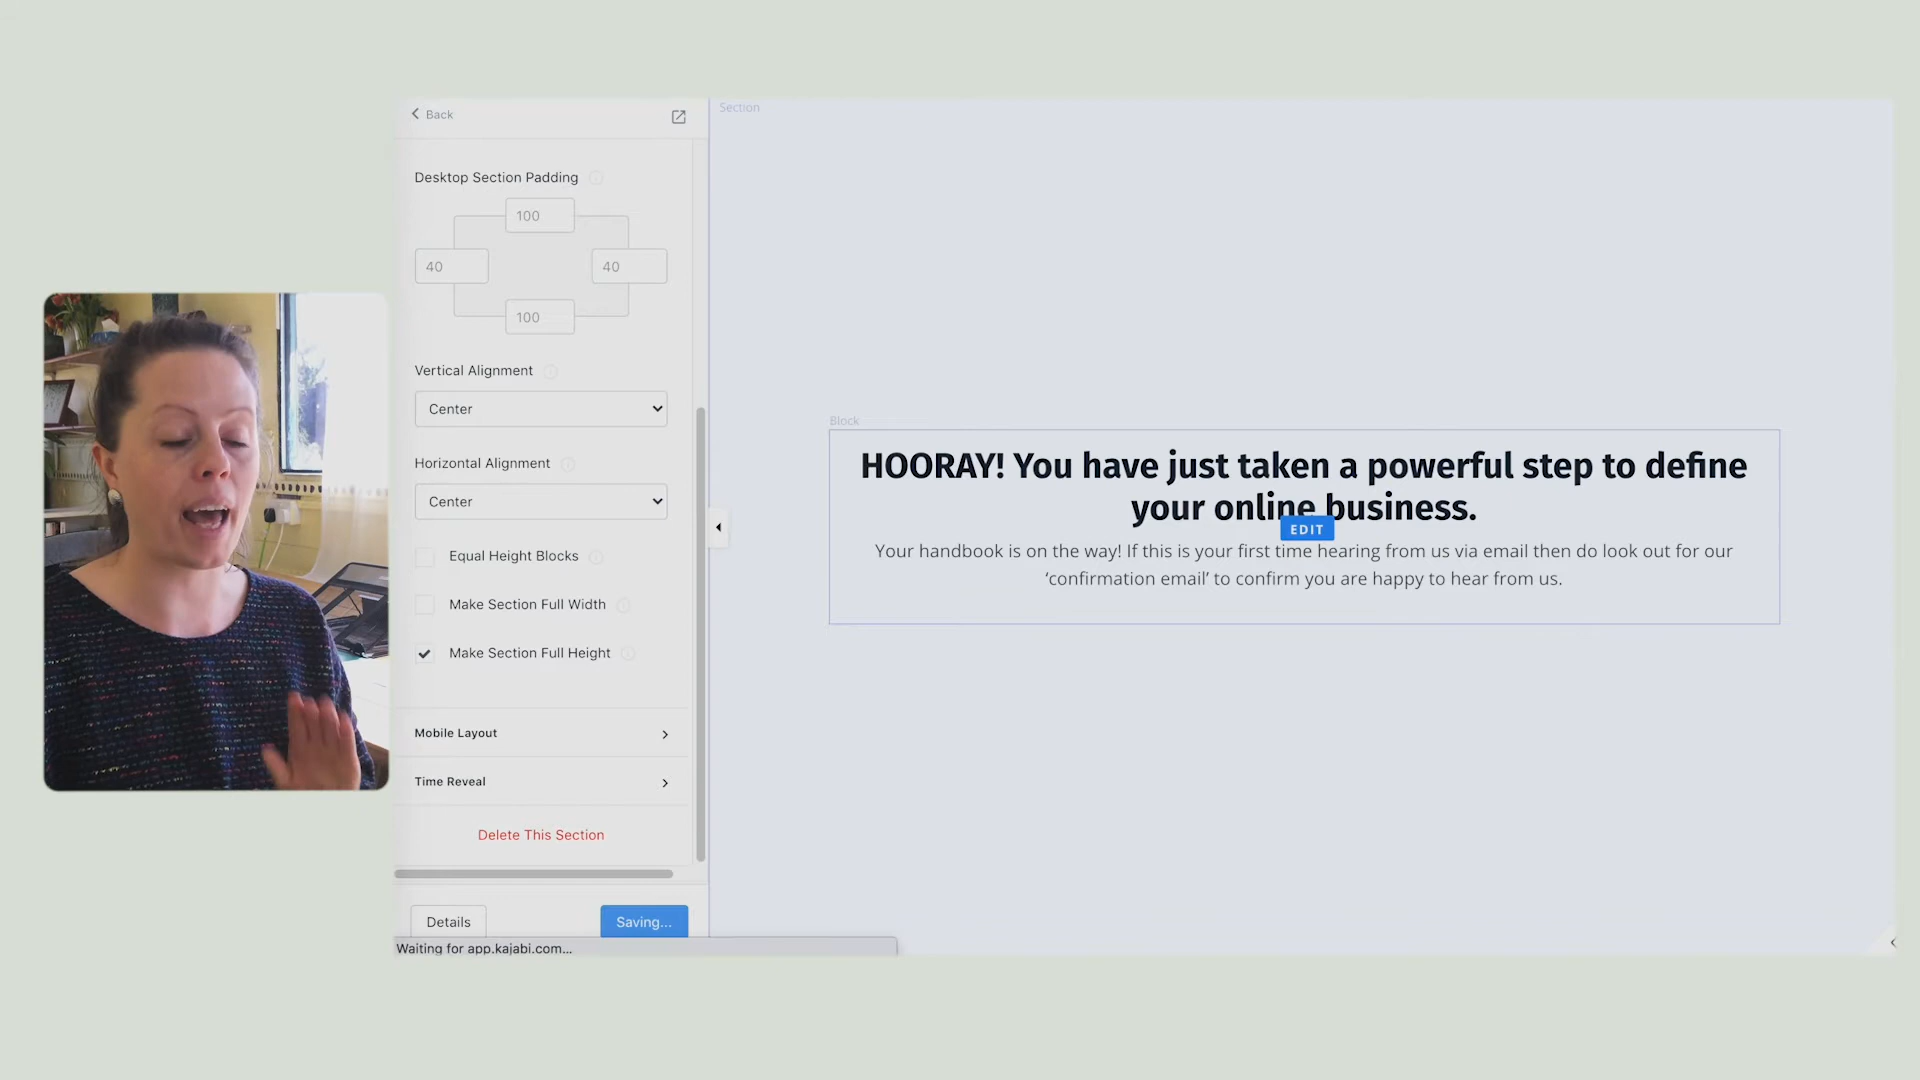 Back
Section
Desktop Section Padding
100
40
40
100
Vertical Alignment
Center
Horizontal Alignment
Center
Equal Height Blocks
Make Section Full Width
Make Section Full Height
Mobile Layout
Time Reveal
Delete This Section
Details
Saving...
Waiting for app.kajabi.com...
Block
HOORAY! You have just taken a powerful step to define
your online business.
EDIT
Your handbook is on the way! If this is your first time hearing from us via email then do look out for our
‘confirmation email’ to confirm you are happy to hear from us.